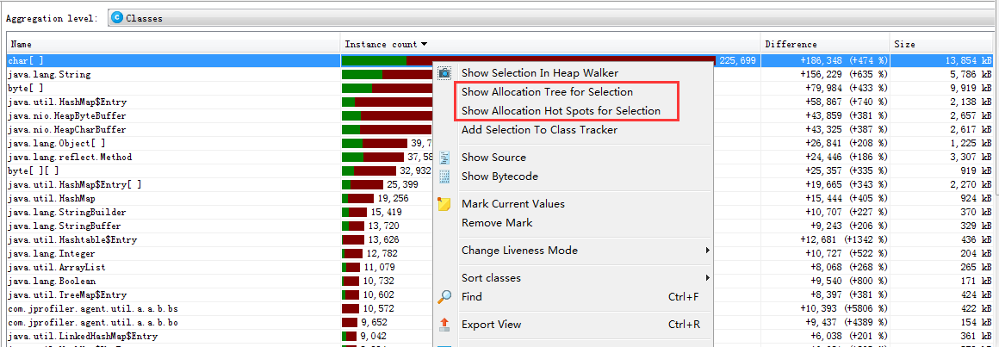 Aggregation level: Classes
Name Instance count Difference Size
char[ ] 225,699 +186,348 (+474 %) 13,854 kB
java.lang.String +156,229 (+635 %) 5,786 kB
byte[ ] +79,984 (+433 %) 9,919 kB
java.util.HashMap$Entry +58,867 (+740 %) 2,138 kB
java.nio.HeapByteBuffer +43,859 (+381 %) 2,657 kB
java.nio.HeapCharBuffer +43,325 (+387 %) 2,617 kB
java.lang.Object[ ] 39,7 +26,841 (+208 %) 1,225 kB
java.lang.reflect.Method 37,58 +24,446 (+186 %) 3,307 kB
byte[ ][ ] 32,932 +25,357 (+335 %) 919 kB
java.util.HashMap$Entry[ ] 25,399 +19,665 (+343 %) 2,270 kB
java.util.HashMap 19,256 +15,444 (+405 %) 924 kB
java.lang.StringBuilder 15,419 +10,707 (+227 %) 370 kB
java.lang.StringBuffer 13,720 +9,243 (+206 %) 329 kB
java.util.Hashtable$Entry 13,626 +12,681 (+1342 %) 436 kB
java.lang.Integer 12,782 +10,727 (+522 %) 204 kB
java.util.ArrayList 11,079 +8,068 (+268 %) 265 kB
java.lang.Boolean 10,732 +9,540 (+800 %) 171 kB
java.util.TreeMap$Entry 10,602 +8,397 (+381 %) 424 kB
com.jprofiler.agent.util.a.a.b.bs 10,572 +10,393 (+5806 %) 422 kB
com.jprofiler.agent.util.a.a.b.bo 9,652 +9,437 (+4389 %) 154 kB
java.util.LinkedHashMap$Entry 9,042 +6,038 (+201 %) 361 kB
Show Selection In Heap Walker
Show Allocation Tree for Selection
Show Allocation Hot Spots for Selection
Add Selection To Class Tracker
Show Source
Show Bytecode
Mark Current Values
Remove Mark
Change Liveness Mode
Sort classes
Find Ctrl+F
Export View Ctrl+R